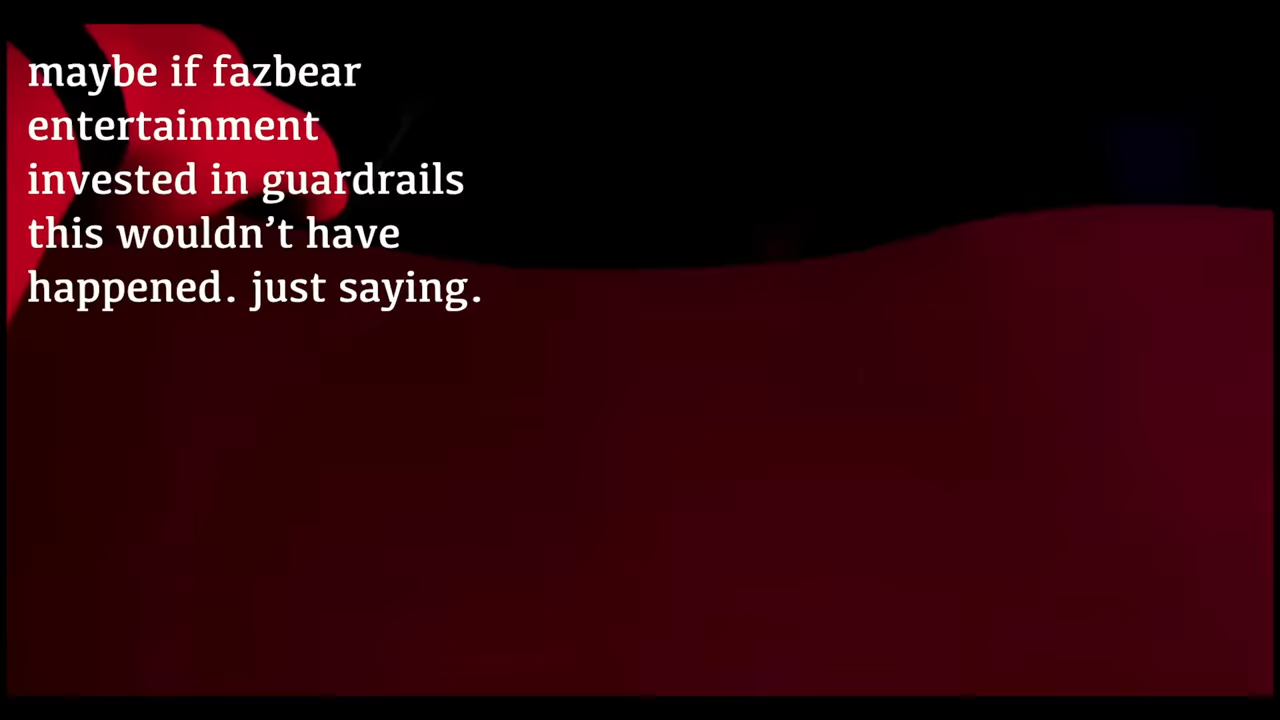 maybe if fazbear
entertainment
invested in guardrails
this wouldn’t have
happened. just saying.